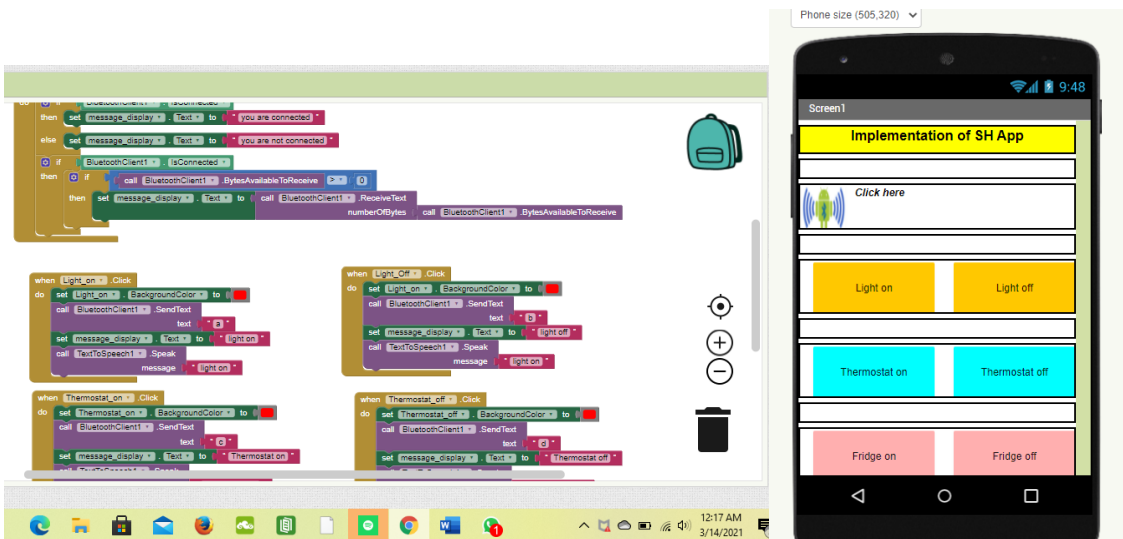 Phone size (505,320)
9:48
Screen1
Implementation of SH App
Click here
Light on Light off
Thermostat on Thermostat off
Fridge on Fridge off
do if BluetoothClient1 . IsConnected
then set message_display . Text to " you are connected "
else set message_display . Text to " you are not connected "
if BluetoothClient1 . IsConnected
then if call BluetoothClient1 .BytesAvailableToReceive > 0
then set message_display . Text to call BluetoothClient1 .ReceiveText
numberOfBytes call BluetoothClient1 .BytesAvailableToReceive
when Light_on .Click
do set Light_on . BackgroundColor to
call BluetoothClient1 .SendText
text " a "
set message_display . Text to " light on "
call TextToSpeech1 .Speak
message " light on "
when Light_Off .Click
do set Light_on . BackgroundColor to
call BluetoothClient1 .SendText
text " b "
set message_display . Text to " light off "
call TextToSpeech1 .Speak
message " light on "
when Thermostat_on .Click
do set Thermostat_on . BackgroundColor to
call BluetoothClient1 .SendText
text " c "
set message_display . Text to " Thermostat on "
call TextToSpeech1 .Speak
when Thermostat_off .Click
do set Thermostat_off . BackgroundColor to
call BluetoothClient1 .SendText
text " d "
set message_display . Text to " Thermostat off "
12:17 AM
3/14/2021